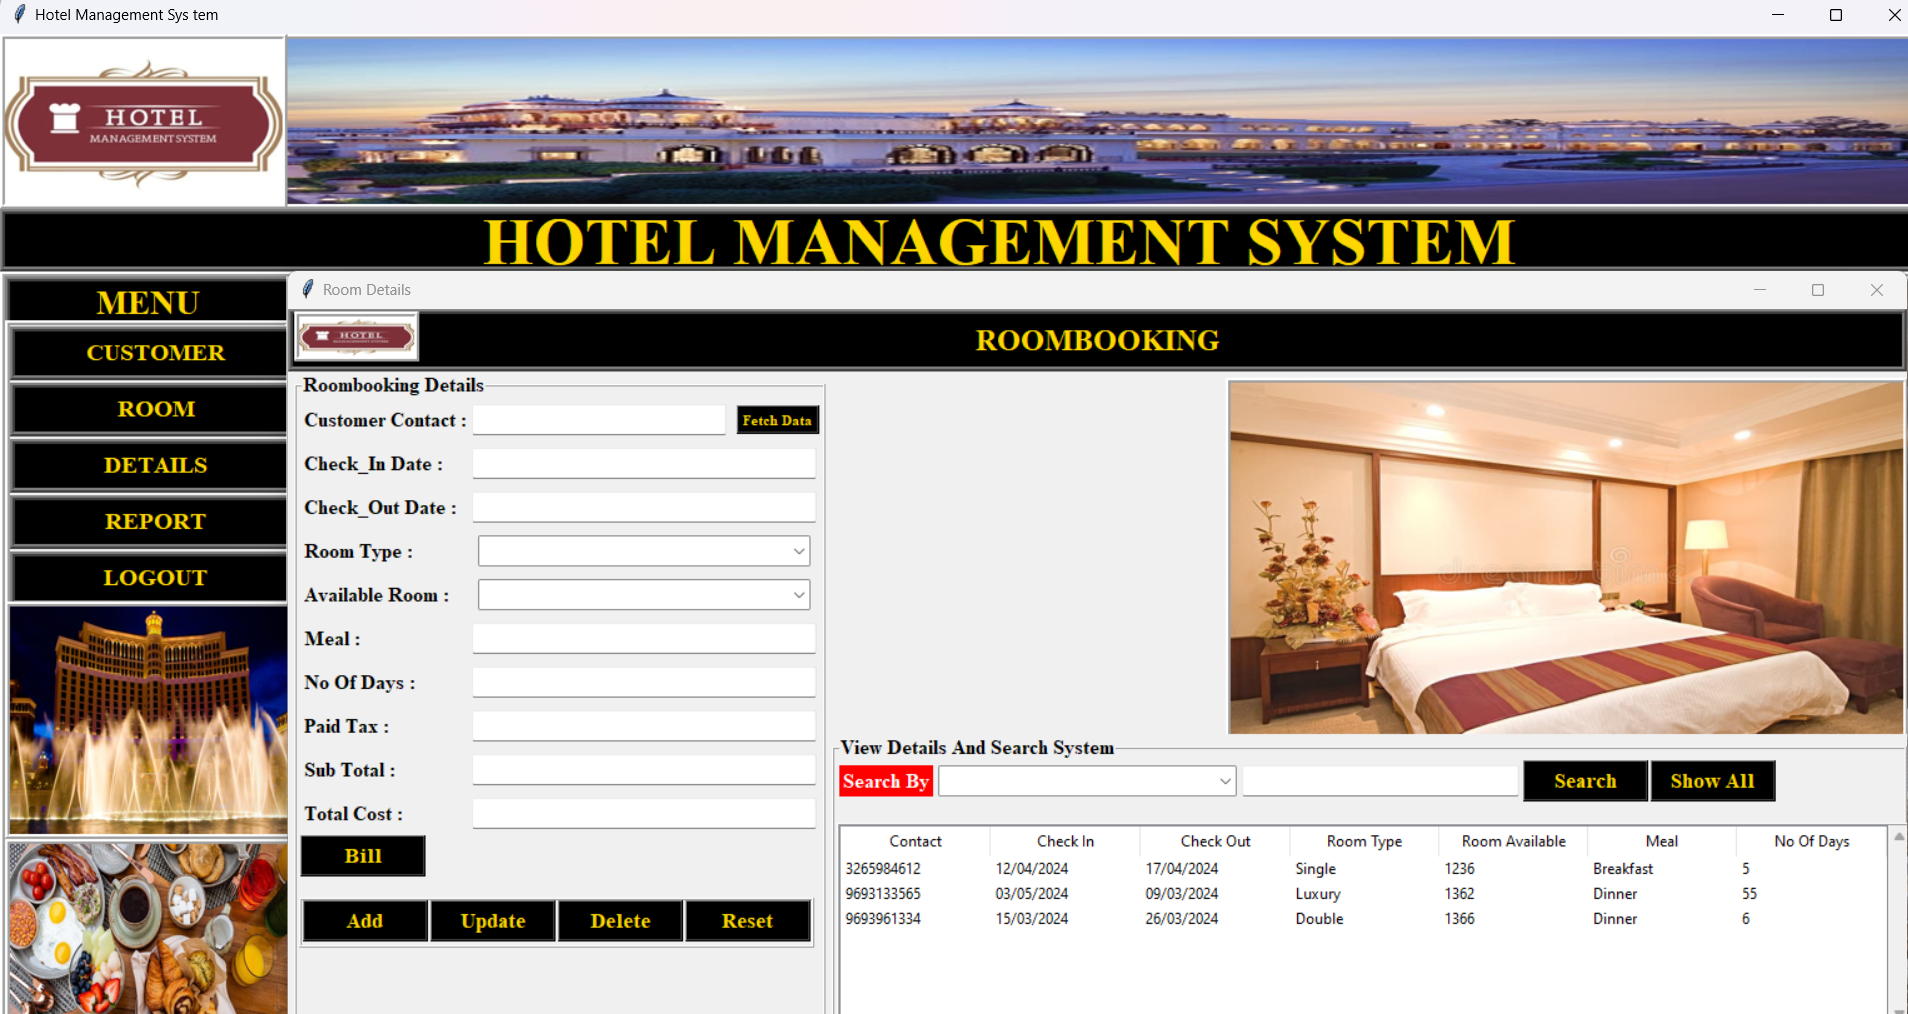 Hotel Management Sys tem
HOTEL
MANAGEMENT SYSTEM
HOTEL MANAGEMENT SYSTEM
MENU
CUSTOMER
ROOM
DETAILS
REPORT
LOGOUT
Room Details
HOTEL
MANAGEMENT SYSTEM
ROOMBOOKING
Roombooking Details
Customer Contact : Fetch Data
Check_In Date :
Check_Out Date :
Room Type :
Available Room :
Meal :
No Of Days :
Paid Tax :
Sub Total :
Total Cost :
Bill
Add Update Delete Reset
dreamstime
View Details And Search System
Search By Search Show All
Contact Check In Check Out Room Type Room Available Meal No Of Days
3265984612 12/04/2024 17/04/2024 Single 1236 Breakfast 5
9693133565 03/05/2024 09/03/2024 Luxury 1362 Dinner 55
9693961334 15/03/2024 26/03/2024 Double 1366 Dinner 6